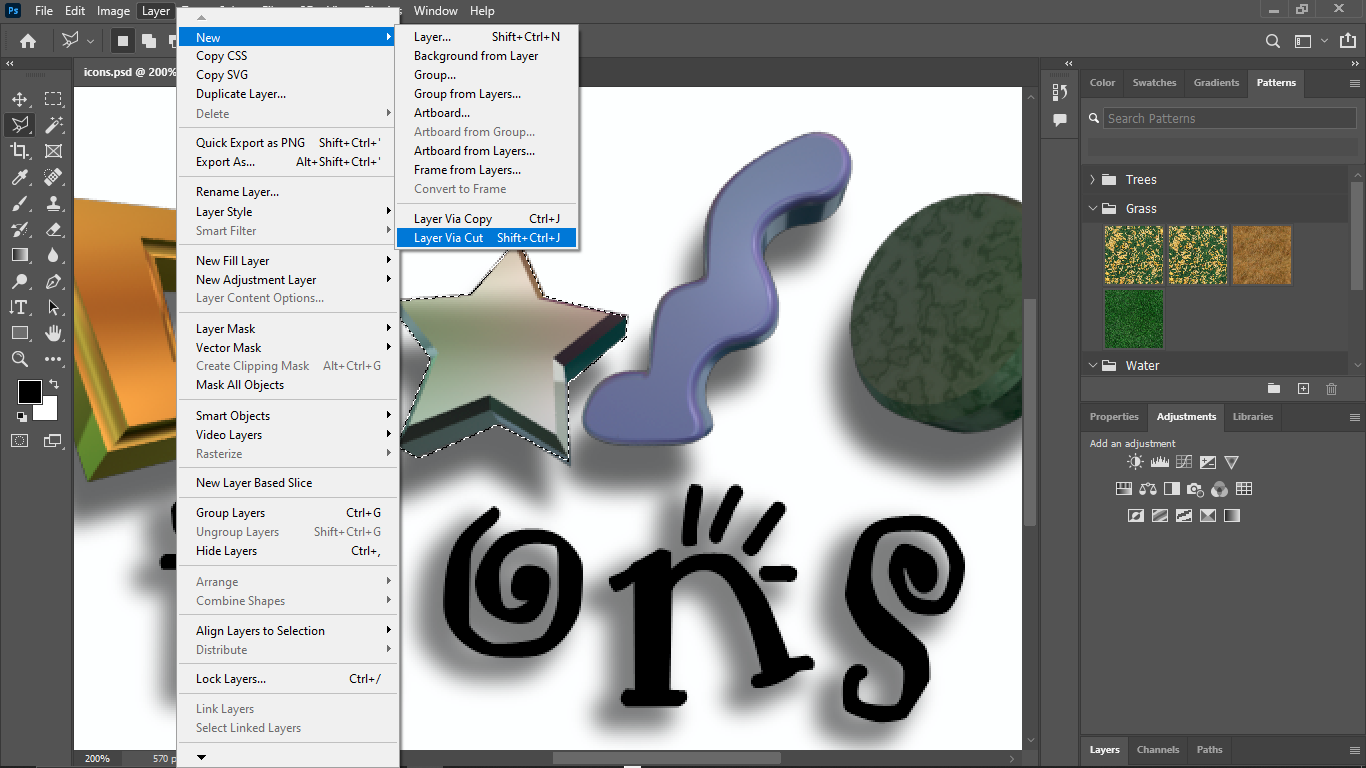 Ps File Edit Image Layer Window Help
icons.psd @ 200%
New
Copy CSS
Copy SVG
Duplicate Layer...
Delete
Quick Export as PNG Shift+Ctrl+'
Export As... Alt+Shift+Ctrl+'
Rename Layer...
Layer Style
Smart Filter
New Fill Layer
New Adjustment Layer
Layer Content Options...
Layer Mask
Vector Mask
Create Clipping Mask Alt+Ctrl+G
Mask All Objects
Smart Objects
Video Layers
Rasterize
New Layer Based Slice
Group Layers Ctrl+G
Ungroup Layers Shift+Ctrl+G
Hide Layers Ctrl+,
Arrange
Combine Shapes
Align Layers to Selection
Distribute
Lock Layers... Ctrl+/
Link Layers
Select Linked Layers
Layer... Shift+Ctrl+N
Background from Layer
Group...
Group from Layers...
Artboard...
Artboard from Group...
Artboard from Layers...
Frame from Layers...
Convert to Frame
Layer Via Copy Ctrl+J
Layer Via Cut Shift+Ctrl+J
ons
200% 570 p
Color Swatches Gradients Patterns
Search Patterns
Trees
Grass
Water
Properties Adjustments Libraries
Add an adjustment
Layers Channels Paths